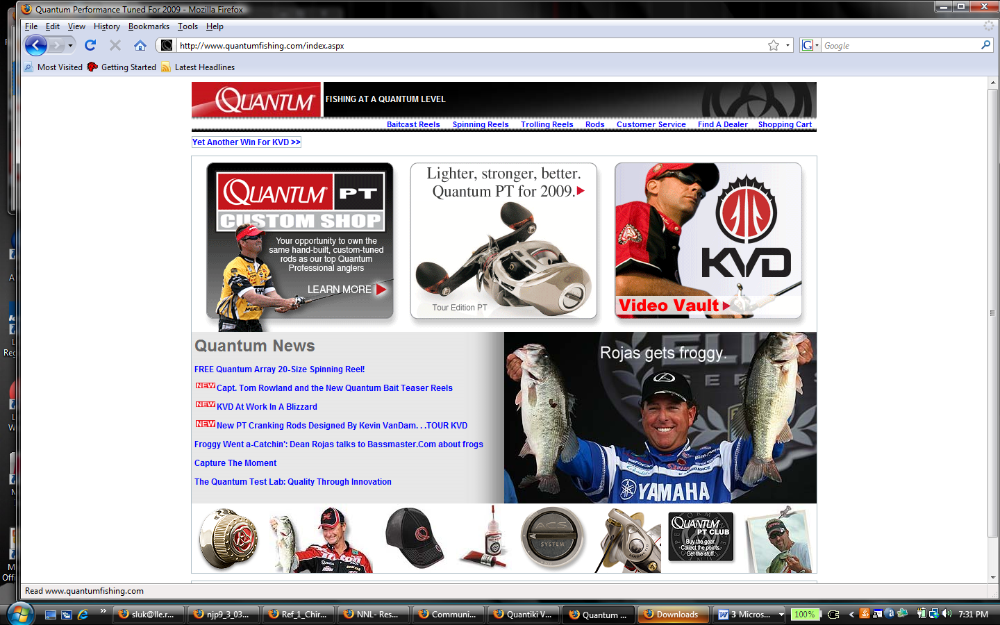 Quantum Performance Tuned For 2009 - Mozilla Firefox
File Edit View History Bookmarks Tools Help
http://www.quantumfishing.com/index.aspx
Google
Most Visited Getting Started Latest Headlines
QUANTUM FISHING AT A QUANTUM LEVEL
Baitcast Reels Spinning Reels Trolling Reels Rods Customer Service Find A Dealer Shopping Cart
Yet Another Win For KVD >>
QUANTUM PT
CUSTOM SHOP
Your opportunity to own the
same hand-built, custom-tuned
rods as our top Quantum
Professional anglers
LEARN MORE
Lighter, stronger, better.
Quantum PT for 2009.
Tour Edition PT
KVD
Video Vault
Quantum News
FREE Quantum Array 20-Size Spinning Reel!
NEW Capt. Tom Rowland and the New Quantum Bait Teaser Reels
NEW KVD At Work In A Blizzard
NEW New PT Cranking Rods Designed By Kevin VanDam. . .TOUR KVD
Froggy Went a-Catchin': Dean Rojas talks to Bassmaster.Com about frogs
Capture The Moment
The Quantum Test Lab: Quality Through Innovation
Rojas gets froggy.
YAMAHA
ACS
SYSTEM
QUANTUM
PT CLUB
Buy the gear.
Collect the points.
Get the stuff.
Read www.quantumfishing.com
sluk@lle.r... njp9_3_03... Ref_1_Chir... NNL- Res... Communi... Quantiki V... Quantum ... Downloads 3 Micros... 100% 7:31 PM